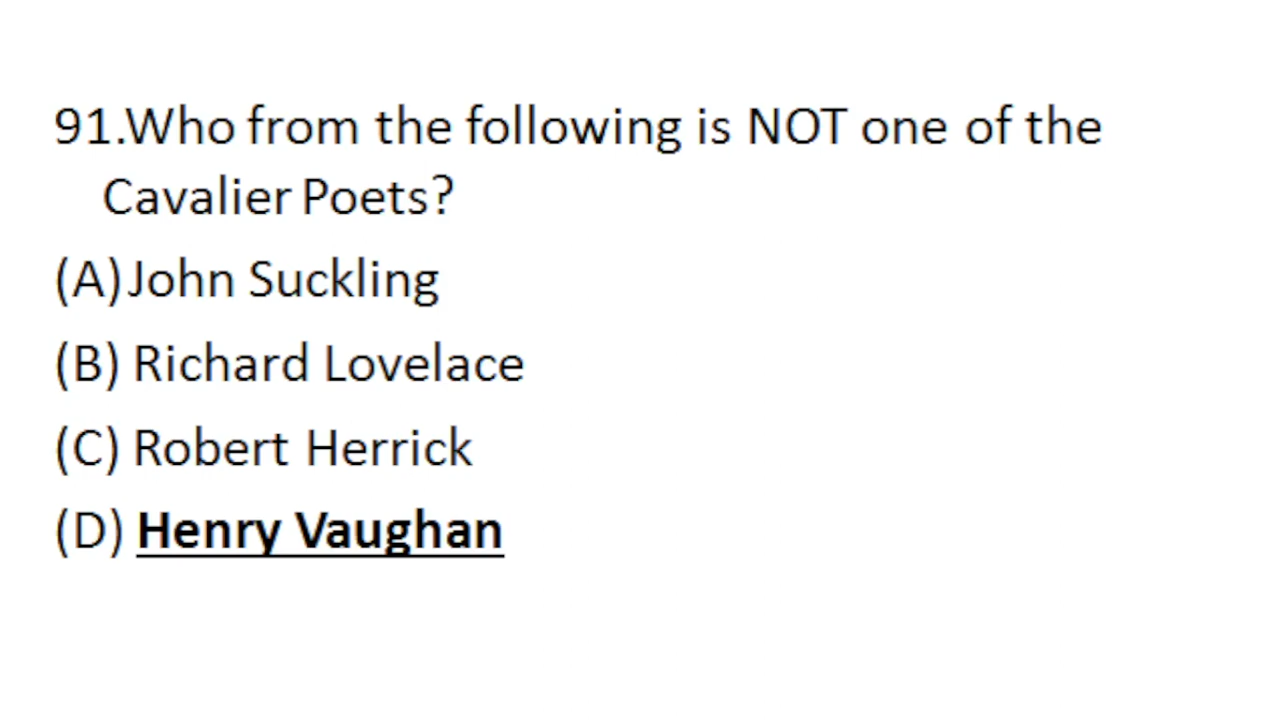 91.Who from the following is NOT one of the
Cavalier Poets?
(A)John Suckling
(B) Richard Lovelace
(C) Robert Herrick
(D) Henry Vaughan